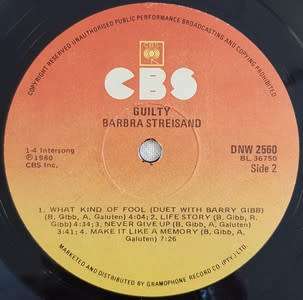 COPYRIGHT RESERVED UNAUTHORISED PUBLIC PERFORMANCE BROADCASTING AND COPYING PROHIBITED
CBS
CBS
GUILTY
BARBRA STREISAND
1-4 Intersong
℗ 1980
CBS Inc.
DNW 2560
BL 36750
Side 2
1. WHAT KIND OF FOOL (DUET WITH BARRY GIBB)
(B. Gibb, A. Galuten) 4:04; 2. LIFE STORY (B. Gibb, R.
Gibb) 4:34; 3. NEVER GIVE UP (B. Gibb, A. Galuten)
3:41; 4. MAKE IT LIKE A MEMORY (B. Gibb, A.
Galuten) 7:26
MARKETED AND DISTRIBUTED BY GRAMOPHONE RECORD CO (PTY.) LTD.